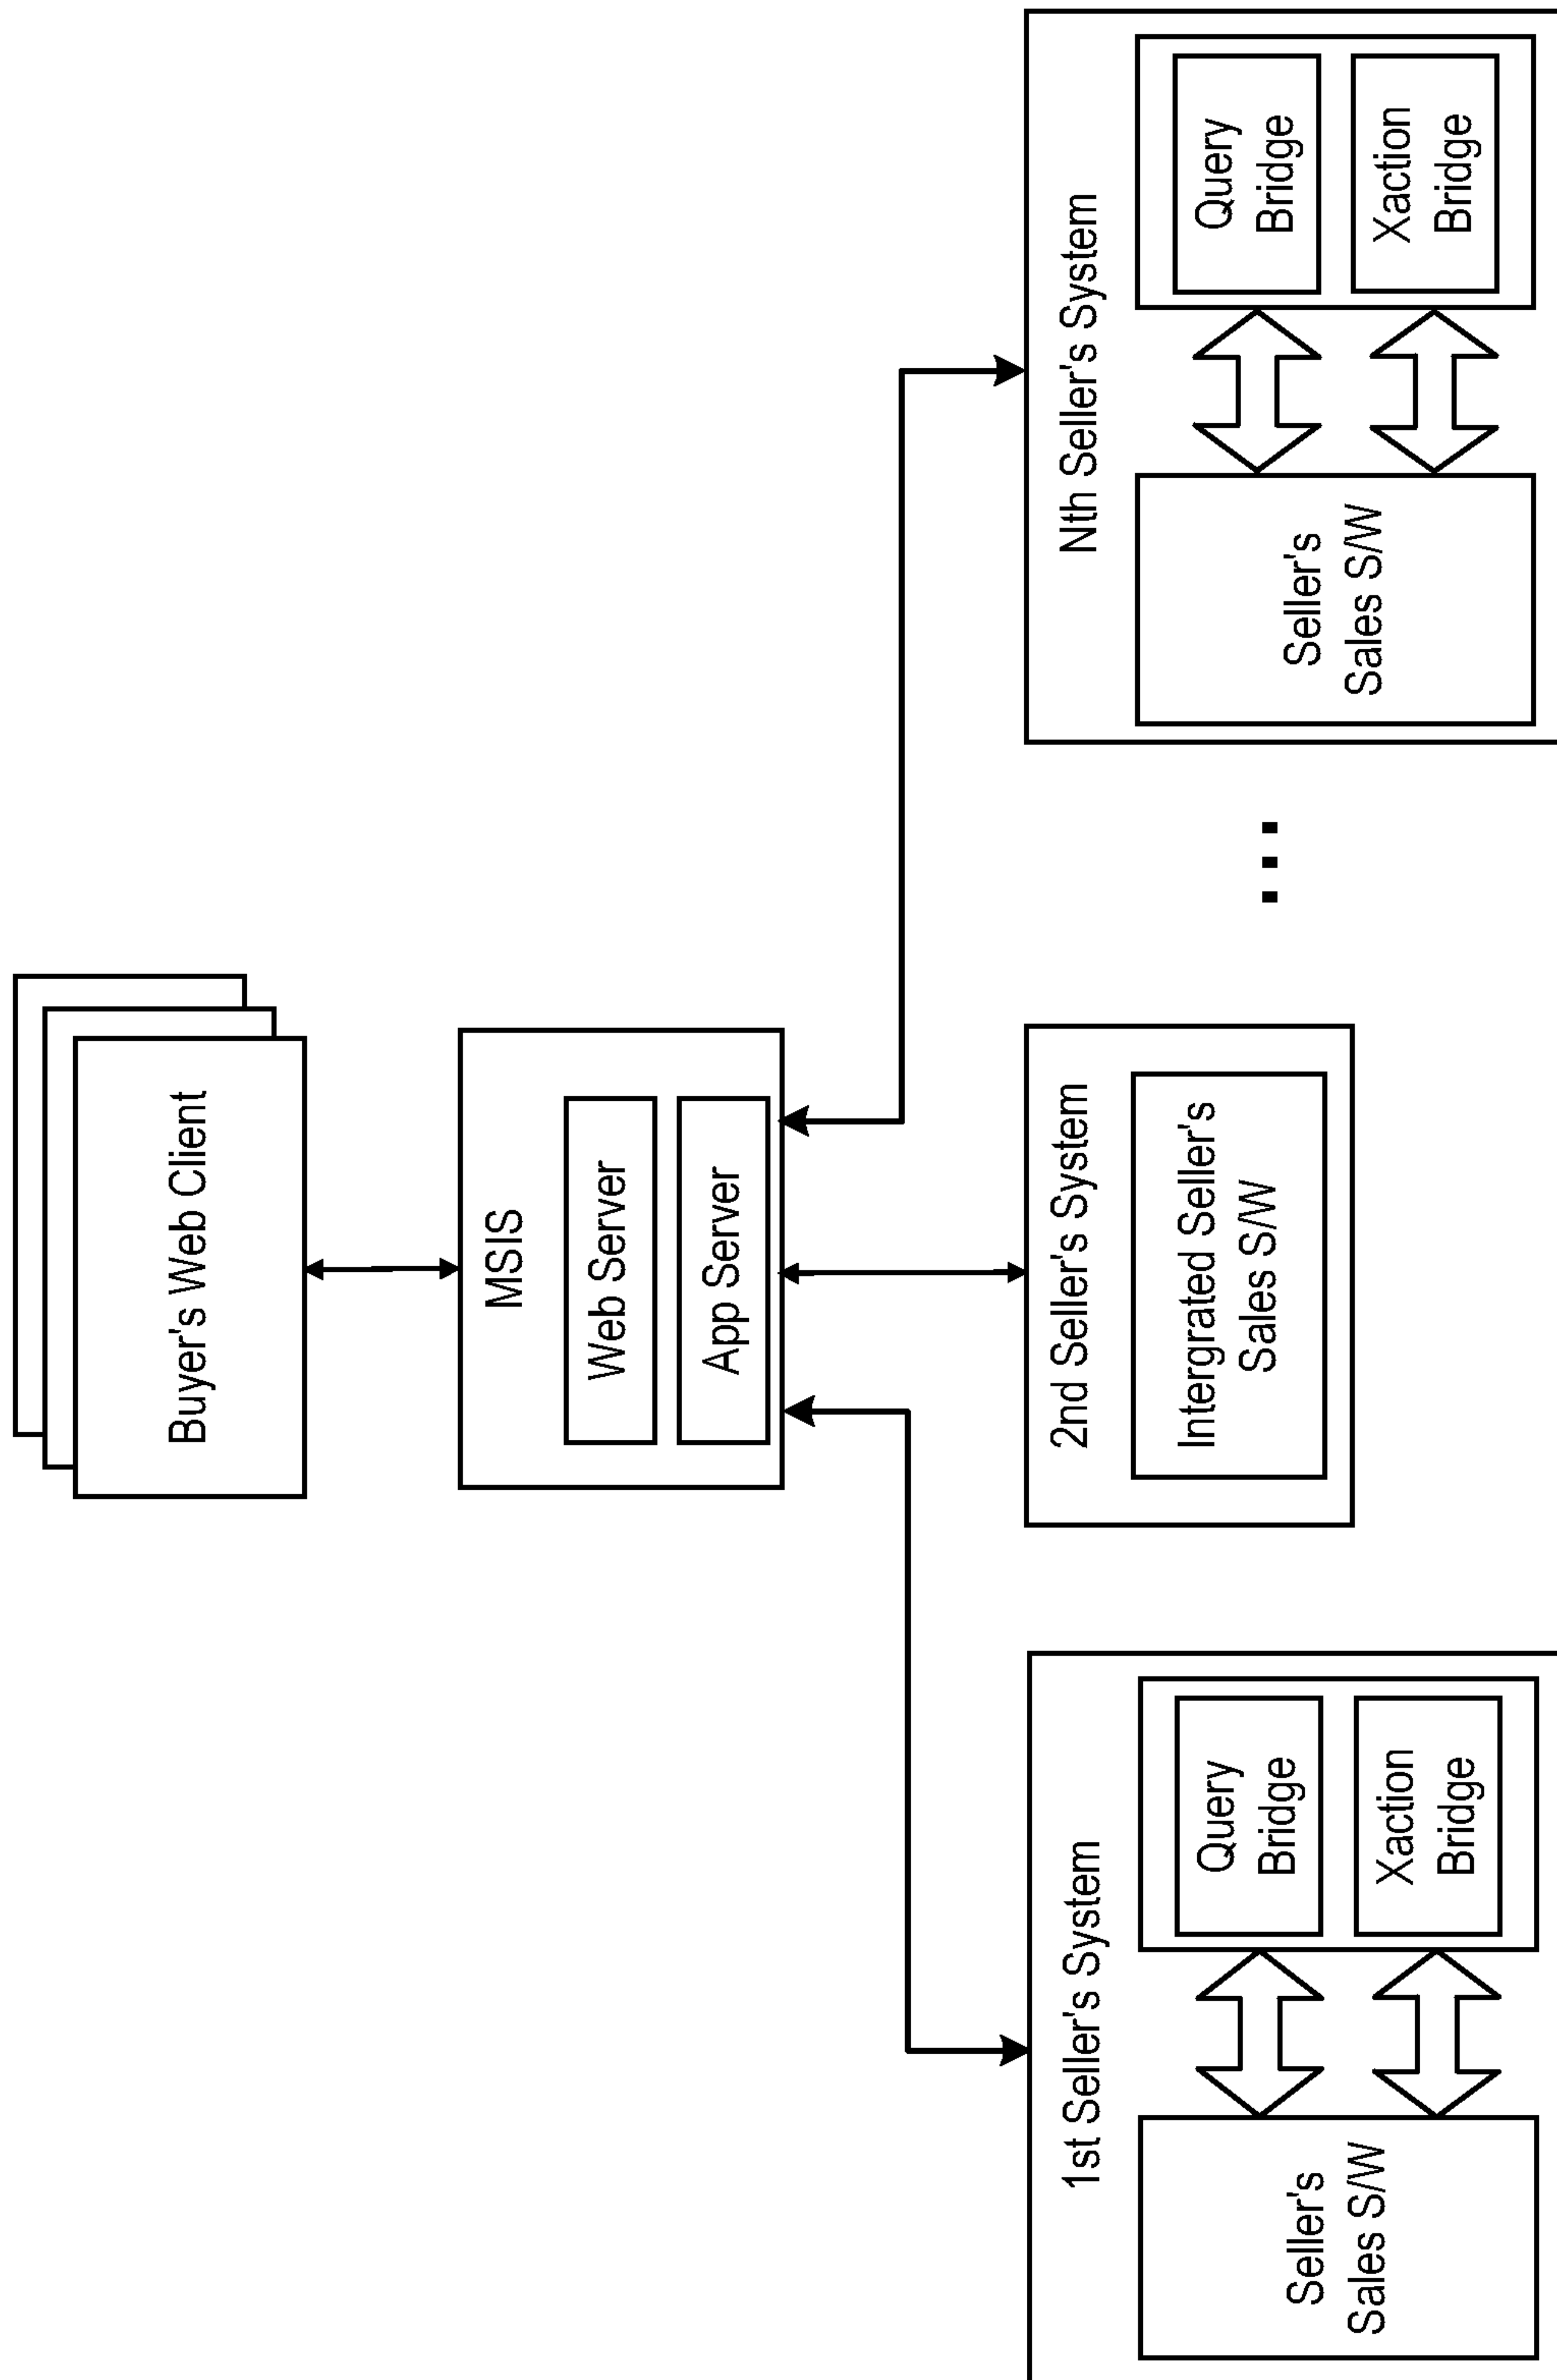 Buyer's Web Client
MSIS
Web Server
App Server
1st Seller's System
Seller's
Sales S/W
Query
Bridge
Xaction
Bridge
2nd Seller's System
Intergrated Seller's
Sales S/W
...
Nth Seller's System
Seller's
Sales S/W
Query
Bridge
Xaction
Bridge